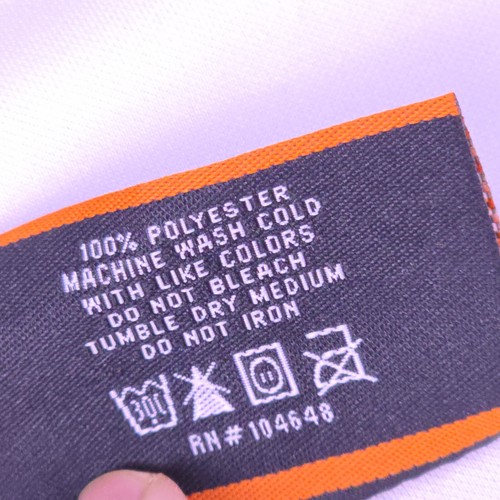 100% POLYESTER
MACHINE WASH COLD
WITH LIKE COLORS
DO NOT BLEACH
TUMBLE DRY MEDIUM
DO NOT IRON
30
RN# 104648